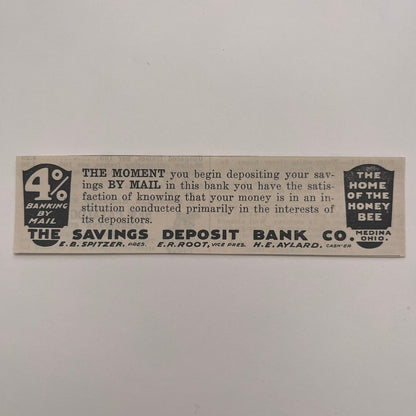 4%
BANKING
BY
MAIL
THE MOMENT you begin depositing your sav-
ings BY MAIL in this bank you have the satis-
faction of knowing that your money is in an in-
stitution conducted primarily in the interests of
its depositors.
THE
HOME
OF THE
HONEY
BEE
THE SAVINGS DEPOSIT BANK CO. MEDINA
OHIO.
E.B. SPITZER, PRES. E.R. ROOT, VICE PRES. H.E. AYLARD. CASH'ER